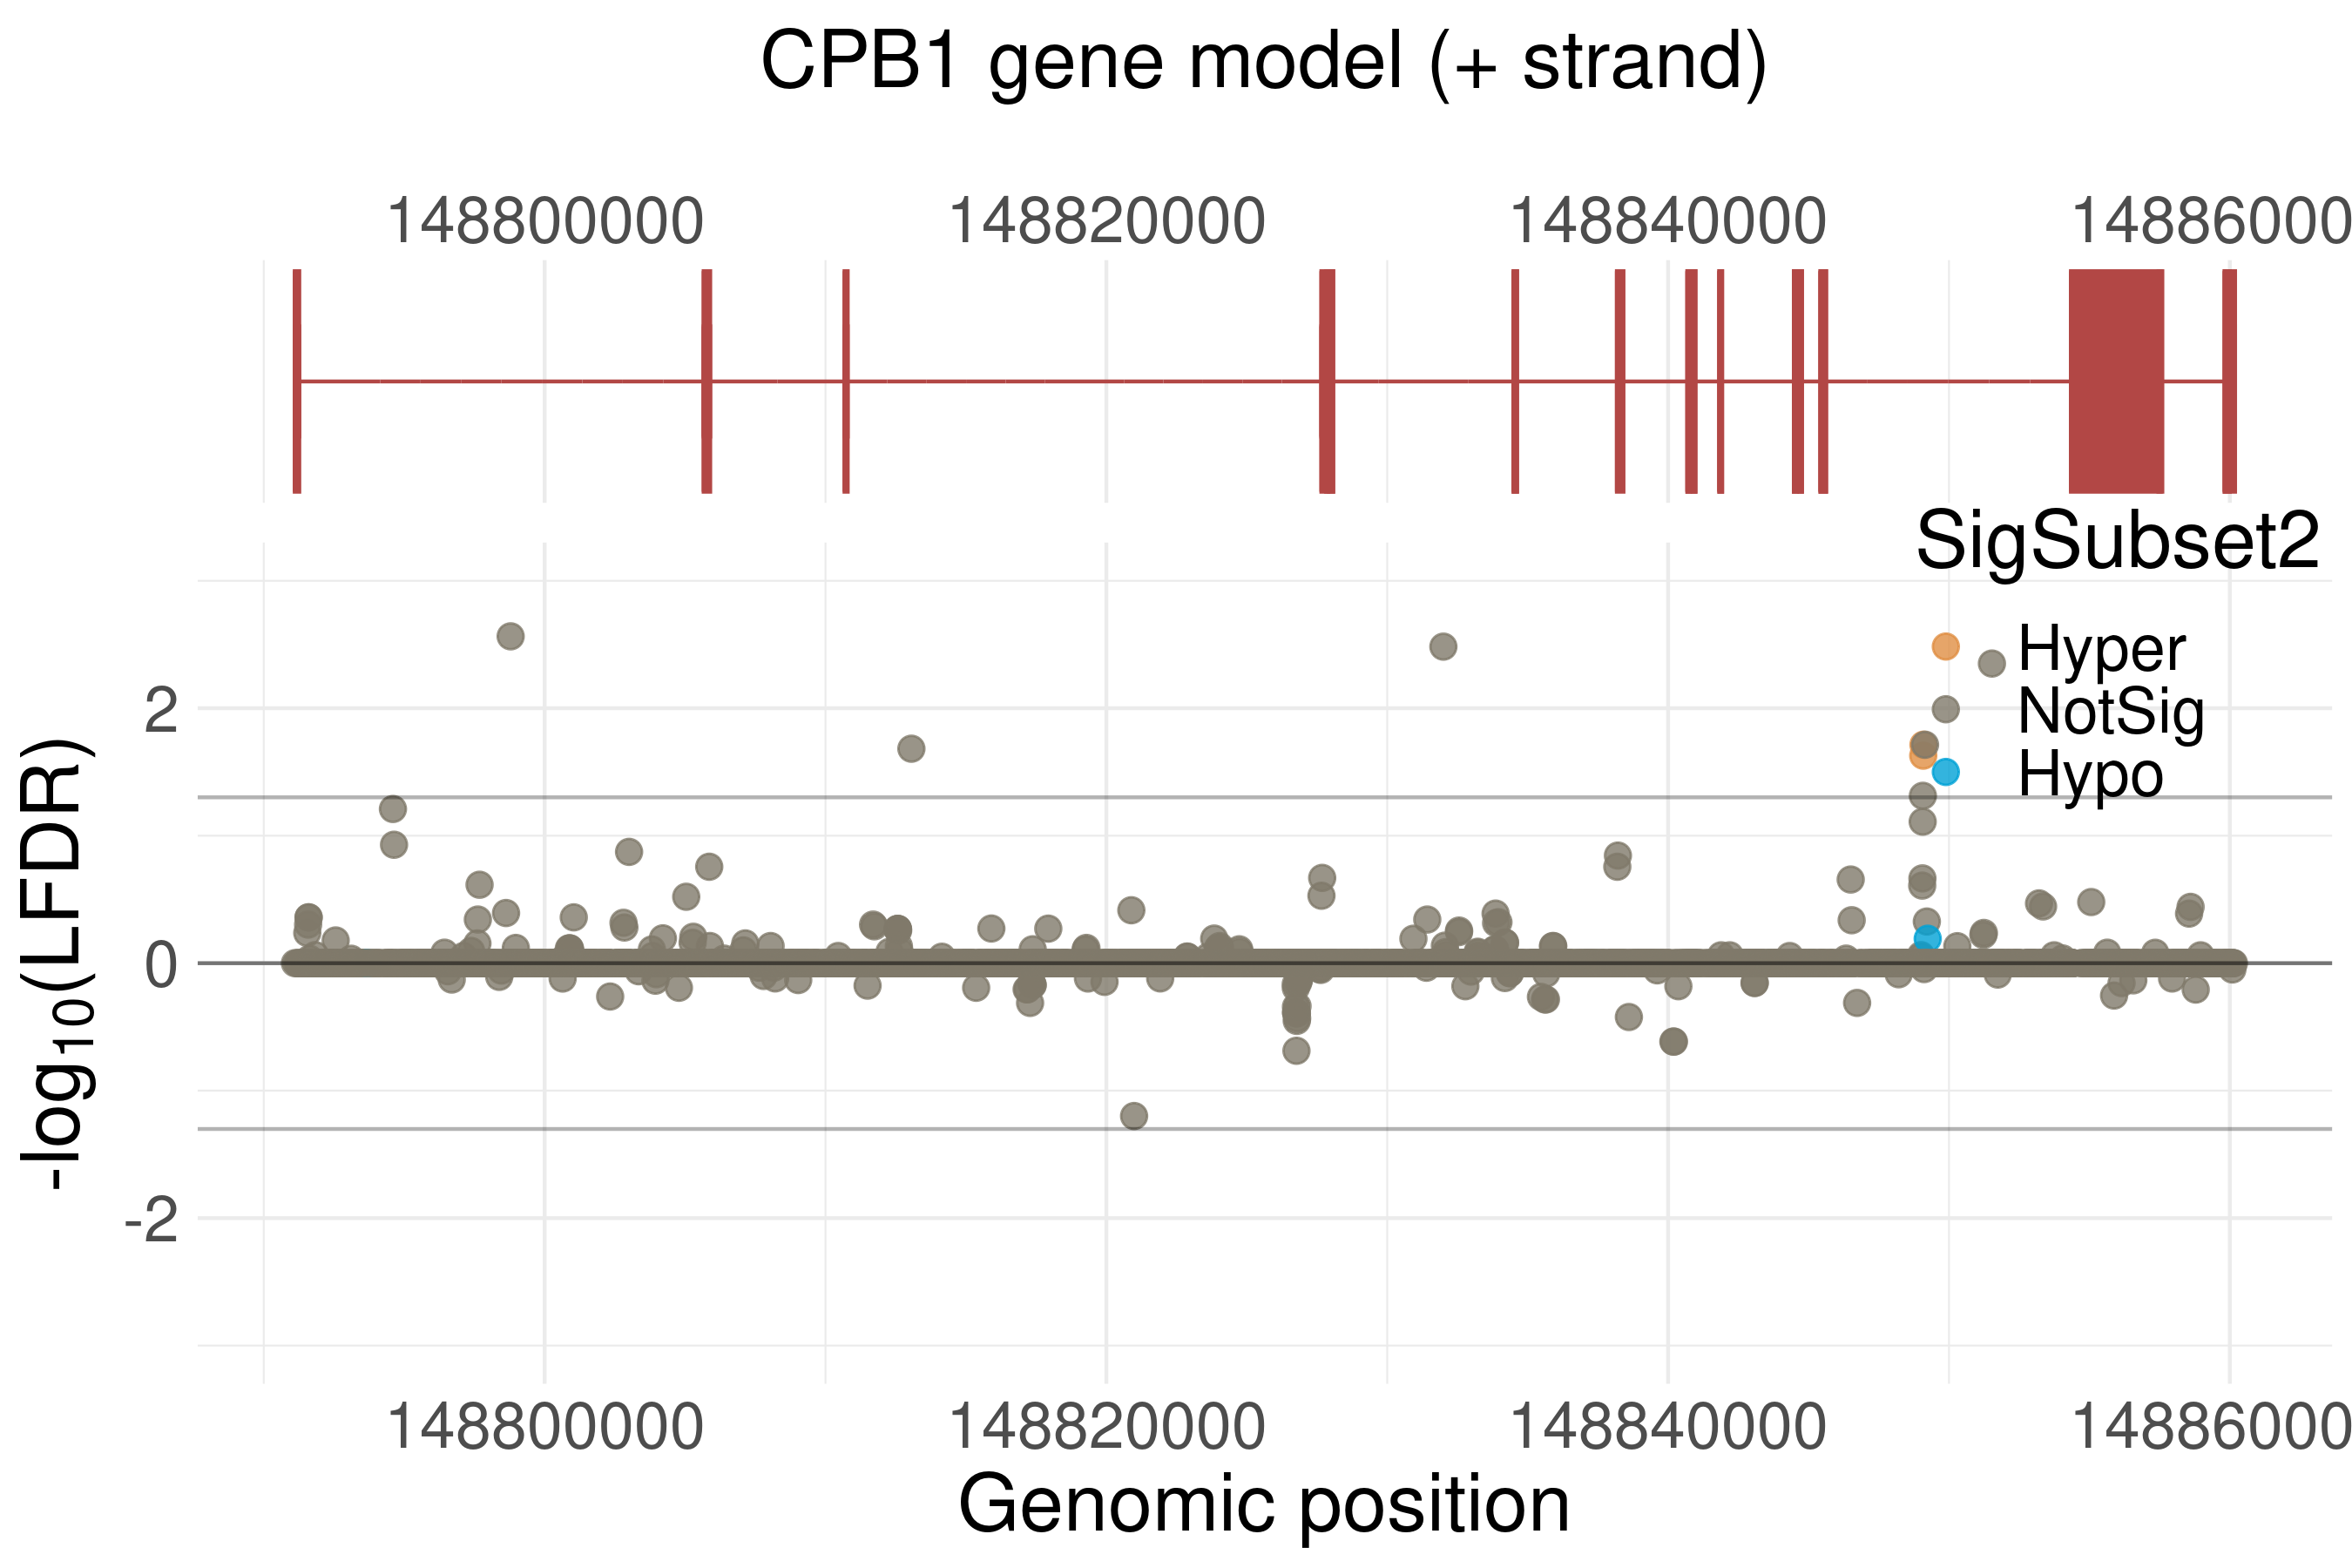 CPB1 gene model (+ strand)
148800000 148820000 148840000 14886000
SigSubset2
Hyper
NotSig
Hypo
2
0
-2
-log10(LFDR)
148800000 148820000 148840000 14886000
Genomic position